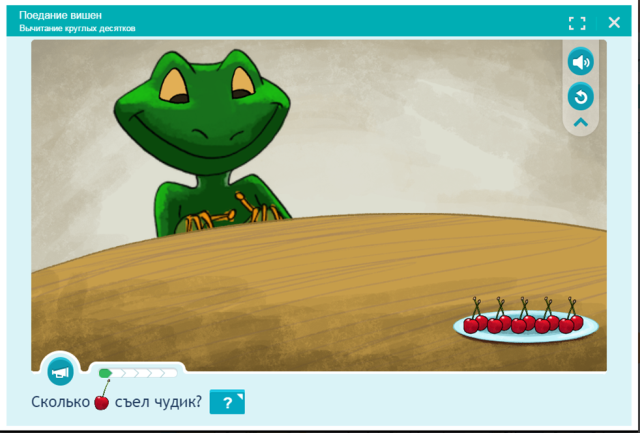 Поедание вишен
Вычитание круглых десятков
Сколько съел чудик? ?